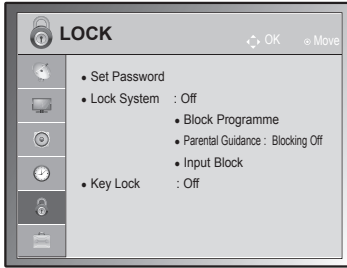 LOCK
OK
Move
• Set Password
• Lock System : Off
• Block Programme
• Parental Guidance : Blocking Off
• Input Block
• Key Lock : Off